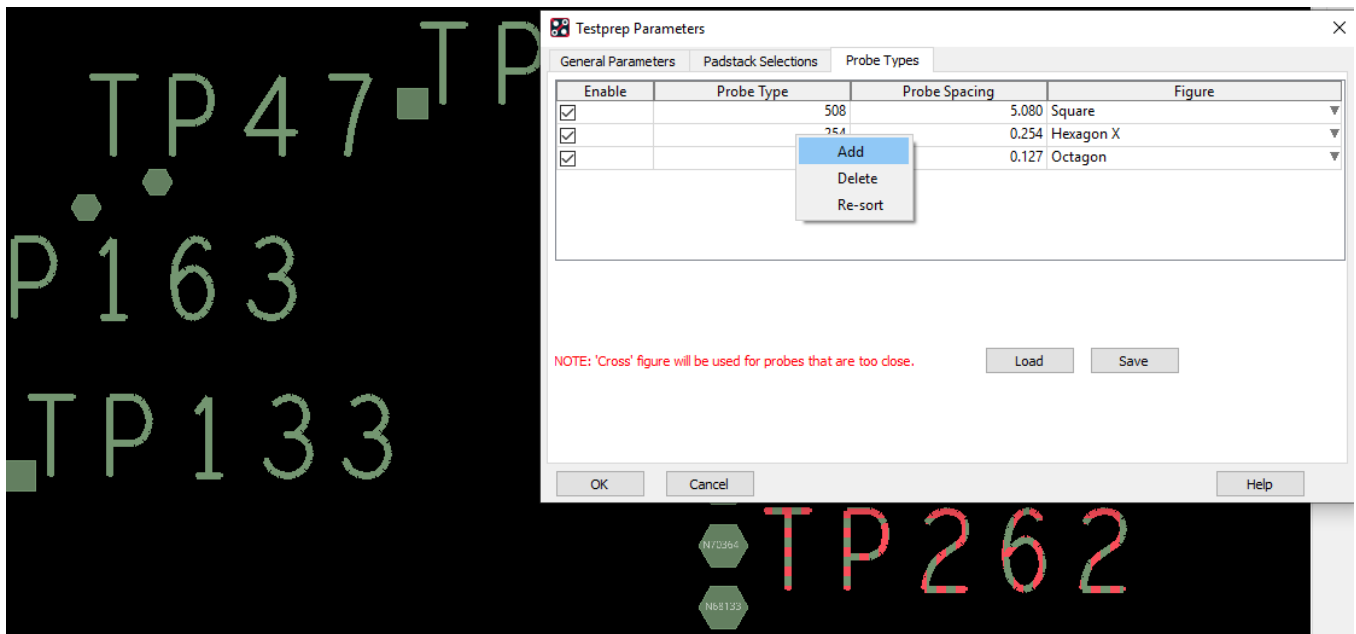 TP47
TP
P163
TP133
TP262
N70364
N68133
Testprep Parameters
General Parameters Padstack Selections Probe Types
Enable Probe Type Probe Spacing Figure
508 5.080 Square
254 0.254 Hexagon X
0.127 Octagon
Add
Delete
Re-sort
NOTE: 'Cross' figure will be used for probes that are too close.
Load Save
OK Cancel Help